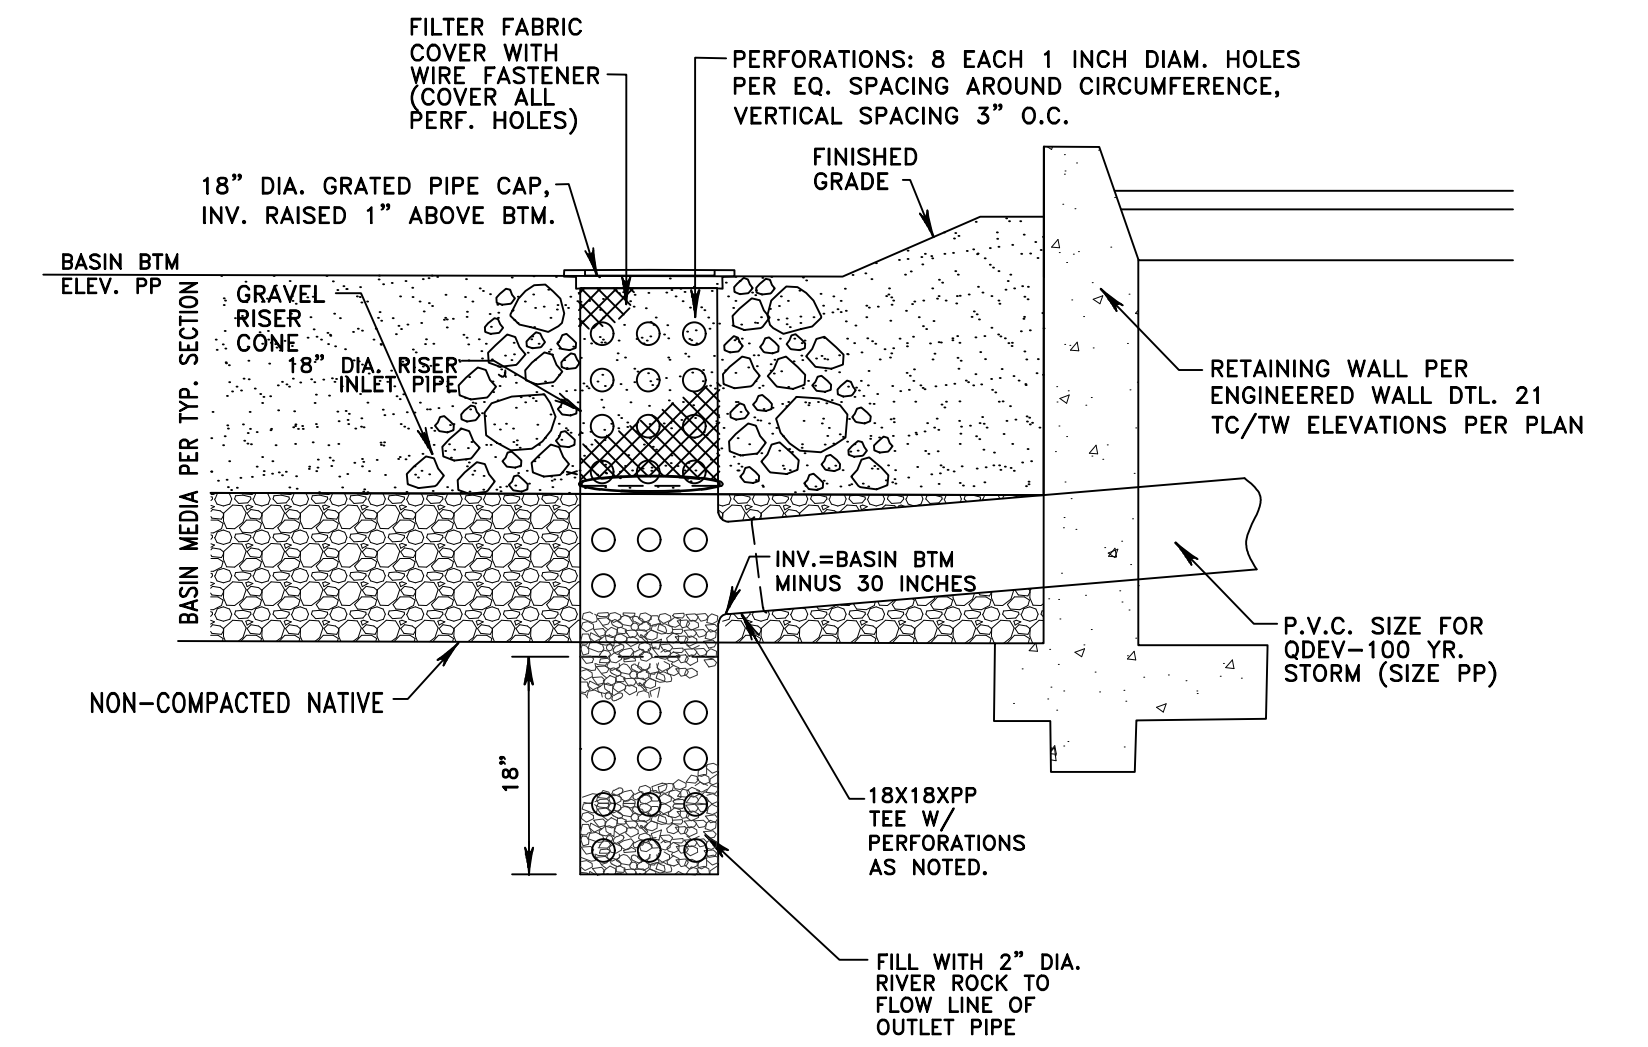 FILTER FABRIC
COVER WITH
WIRE FASTENER
(COVER ALL
PERF. HOLES)
PERFORATIONS: 8 EACH 1 INCH DIAM. HOLES
PER EQ. SPACING AROUND CIRCUMFERENCE,
VERTICAL SPACING 3” O.C.
FINISHED
GRADE
18” DIA. GRATED PIPE CAP,
INV. RAISED 1” ABOVE BTM.
BASIN BTM
ELEV. PP
GRAVEL
RISER
CONE
18” DIA. RISER
INLET PIPE
BASIN MEDIA PER TYP. SECTION
RETAINING WALL PER
ENGINEERED WALL DTL. 21
TC/TW ELEVATIONS PER PLAN
INV.=BASIN BTM
MINUS 30 INCHES
P.V.C. SIZE FOR
QDEV-100 YR.
STORM (SIZE PP)
NON-COMPACTED NATIVE
18”
18X18XPP
TEE W/
PERFORATIONS
AS NOTED.
FILL WITH 2” DIA.
RIVER ROCK TO
FLOW LINE OF
OUTLET PIPE